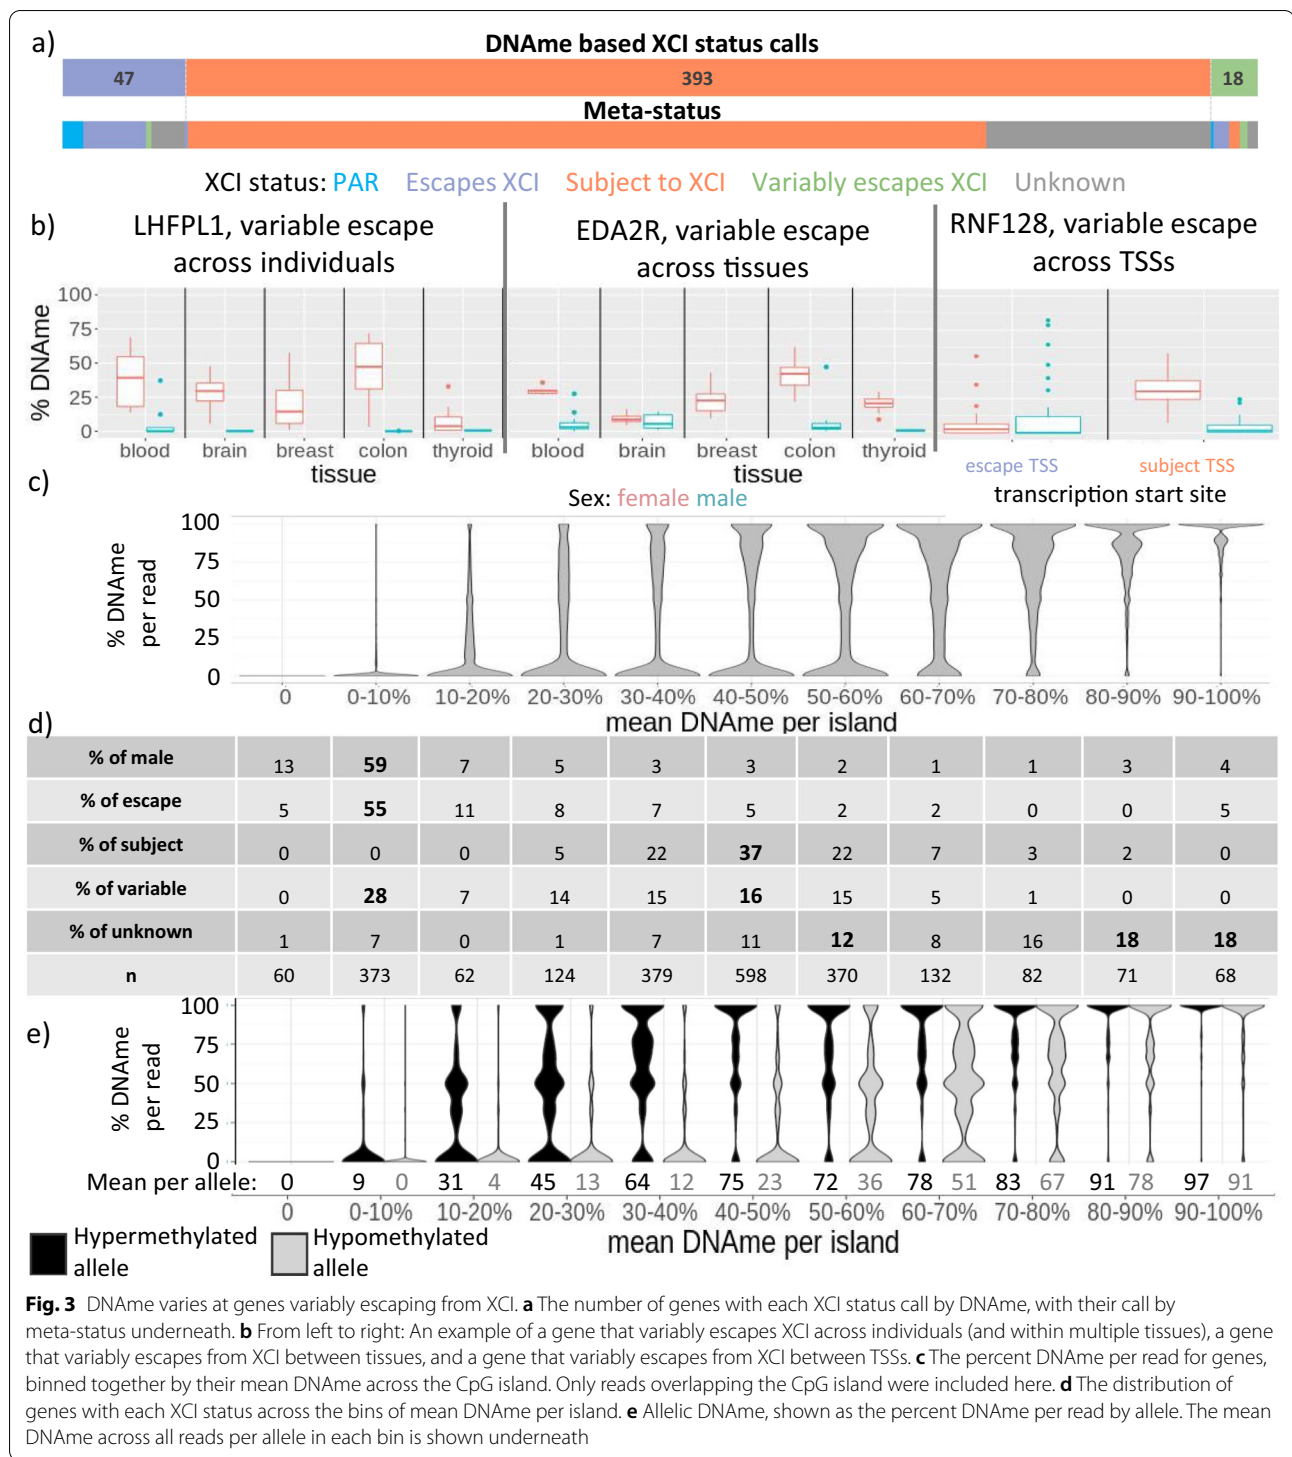 a)
DNAme based XCI status calls
47 393 18
Meta-status
XCI status: PAR Escapes XCI Subject to XCI Variably escapes XCI Unknown
b)
LHFPL1, variable escape
across individuals
EDA2R, variable escape
across tissues
RNF128, variable escape
across TSSs
% DNAme
100
75
50
25
0
blood brain breast colon thyroid
tissue
blood brain breast colon thyroid
tissue
escape TSS subject TSS
transcription start site
Sex: female male
c)
% DNAme
per read
100
75
50
25
0
0 0-10% 10-20% 20-30% 30-40% 40-50% 50-60% 60-70% 70-80% 80-90% 90-100%
mean DNAme per island
d)
% of male 13 59 7 5 3 3 2 1 1 3 4
% of escape 5 55 11 8 7 5 2 2 0 0 5
% of subject 0 0 0 5 22 37 22 7 3 2 0
% of variable 0 28 7 14 15 16 15 5 1 0 0
% of unknown 1 7 0 1 7 11 12 8 16 18 18
n 60 373 62 124 379 598 370 132 82 71 68
e)
% DNAme
per read
100
75
50
25
0
Mean per allele: 0 9 0 31 4 45 13 64 12 75 23 72 36 78 51 83 67 91 78 97 91
0 0-10% 10-20% 20-30% 30-40% 40-50% 50-60% 60-70% 70-80% 80-90% 90-100%
mean DNAme per island
Hypermethylated
allele
Hypomethylated
allele
Fig. 3 DNAme varies at genes variably escaping from XCI. a The number of genes with each XCI status call by DNAme, with their call by
meta-status underneath. b From left to right: An example of a gene that variably escapes XCI across individuals (and within multiple tissues), a gene
that variably escapes from XCI between tissues, and a gene that variably escapes from XCI between TSSs. c The percent DNAme per read for genes,
binned together by their mean DNAme across the CpG island. Only reads overlapping the CpG island were included here. d The distribution of
genes with each XCI status across the bins of mean DNAme per island. e Allelic DNAme, shown as the percent DNAme per read by allele. The mean
DNAme across all reads per allele in each bin is shown underneath